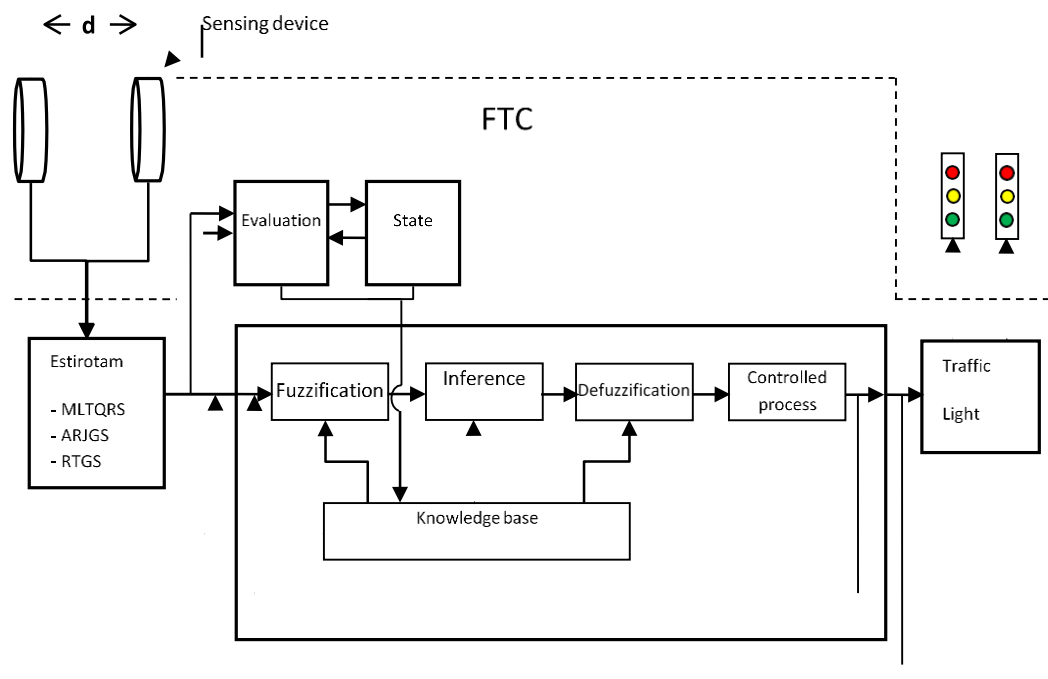 d
Sensing device
FTC
Evaluation
State
Estirotam
- MLTQRS
- ARJGS
- RTGS
Fuzzification
Inference
Defuzzification
Controlled
process
Traffic
Light
Knowledge base